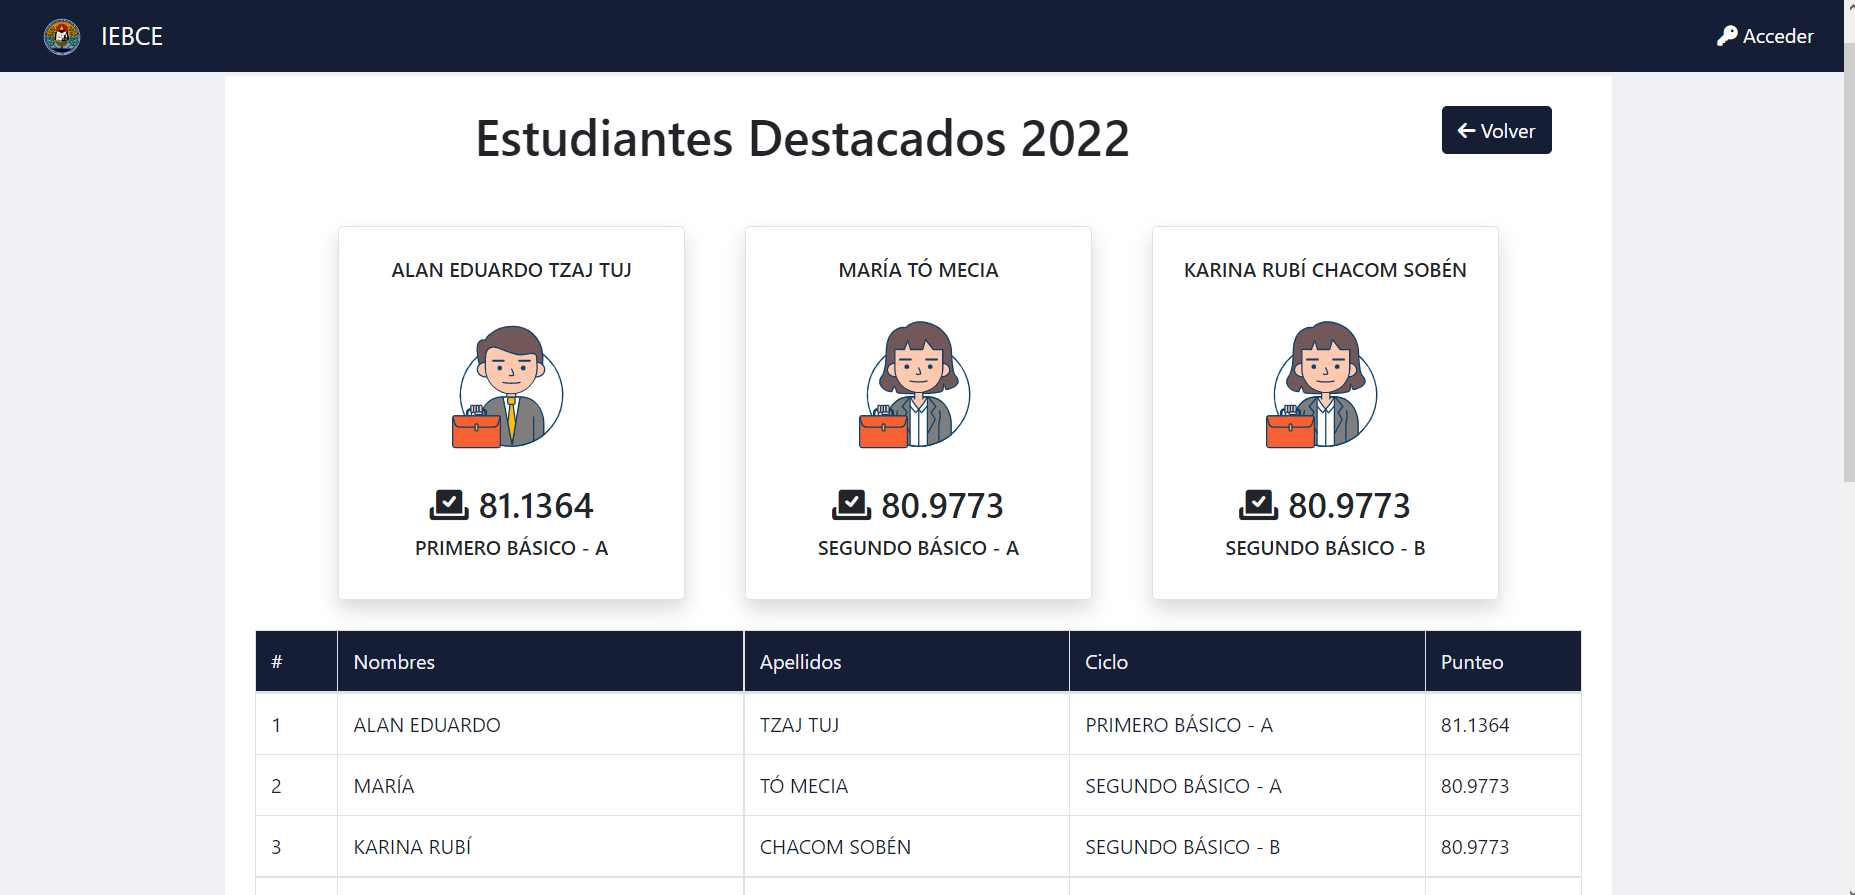 IEBCE
Acceder
Estudiantes Destacados 2022
Volver
ALAN EDUARDO TZAJ TUJ
81.1364
PRIMERO BÁSICO - A
MARÍA TÓ MECIA
80.9773
SEGUNDO BÁSICO - A
KARINA RUBÍ CHACOM SOBÉN
80.9773
SEGUNDO BÁSICO - B
# Nombres Apellidos Ciclo Punteo
1 ALAN EDUARDO TZAJ TUJ PRIMERO BÁSICO - A 81.1364
2 MARÍA TÓ MECIA SEGUNDO BÁSICO - A 80.9773
3 KARINA RUBÍ CHACOM SOBÉN SEGUNDO BÁSICO - B 80.9773